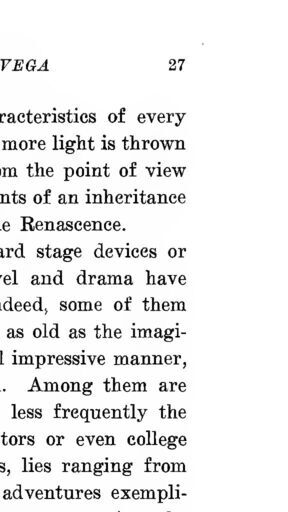 VEGA 27
racteristics of every
more light is thrown
om the point of view
nts of an inheritance
e Renascence.
ard stage devices or
vel and drama have
ndeed, some of them
as old as the imagi-
l impressive manner,
. Among them are
less frequently the
tors or even college
s, lies ranging from
adventures exempli-